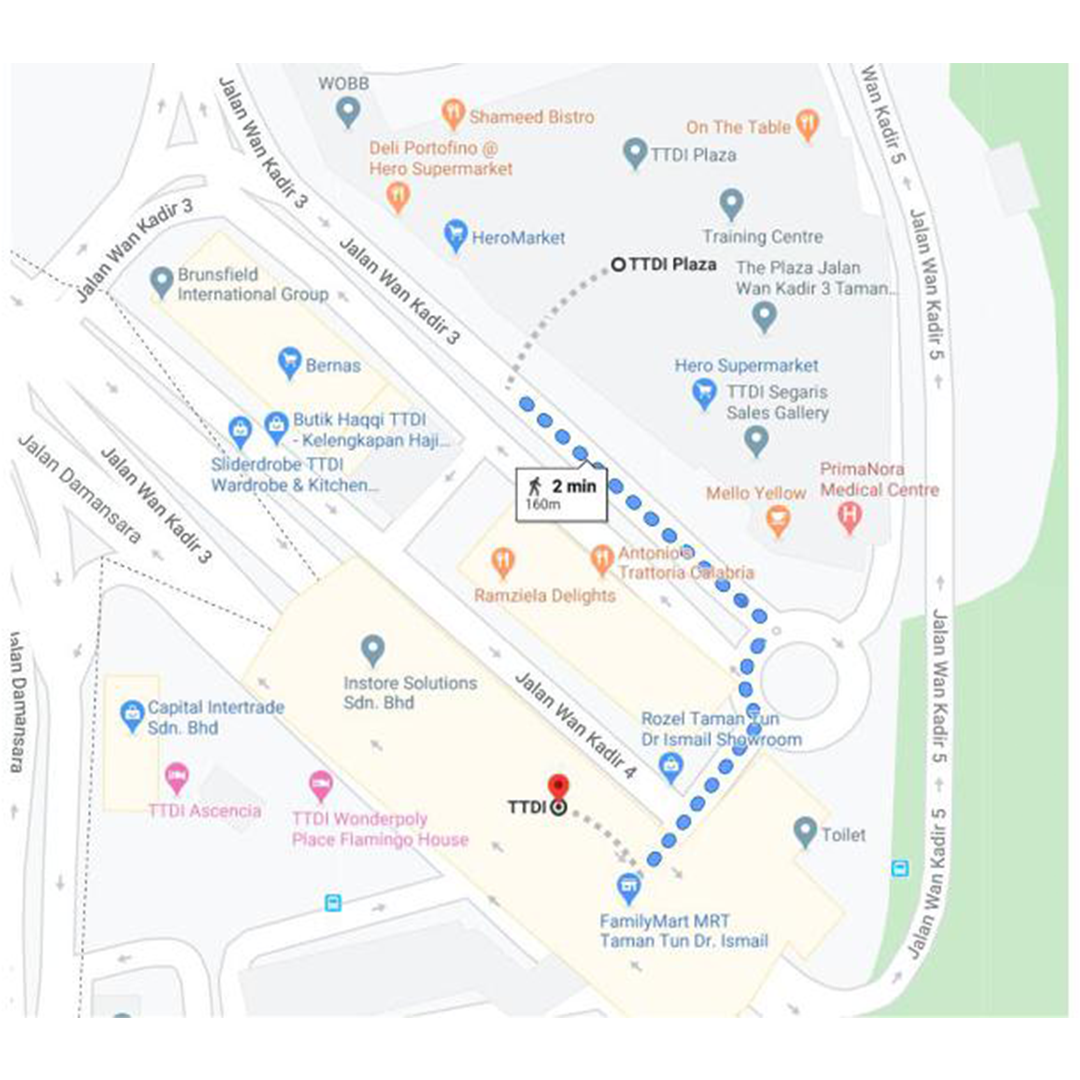 WOBB
Shameed Bistro
On The Table
Deli Portofino @
Hero Supermarket
TTDI Plaza
Wan Kadir 5
Jalan Wan Kadir 3
Training Centre
HeroMarket
Jalan Wan Kadir 3
TTDI Plaza
The Plaza Jalan
Wan Kadir 3 Taman...
Jalan Wan Kadir 5
Brunsfield
International Group
Jalan Wan Kadir 3
Bernas
Hero Supermarket
TTDI Segaris
Sales Gallery
Butik Haqqi TTDI
- Kelengkapan Haji...
Sliderdrobe TTDI
Wardrobe & Kitchen...
Jalan Damansara
Jalan Wan Kadir 3
2 min
160m
Mello Yellow
PrimaNora
Medical Centre
Antonio's
Trattoria Calabria
Ramziela Delights
Instore Solutions
Sdn. Bhd
Jalan Wan Kadir 4
Jalan Wan Kadir 5
Capital Intertrade
Sdn. Bhd
Rozel Taman Tun
Dr Ismail Showroom
alan Damansara
TTDI Ascencia
TTDI Wonderpoly
Place Flamingo House
TTDI
Toilet
FamilyMart MRT
Taman Tun Dr. Ismail
Jalan Wan Kadir 5